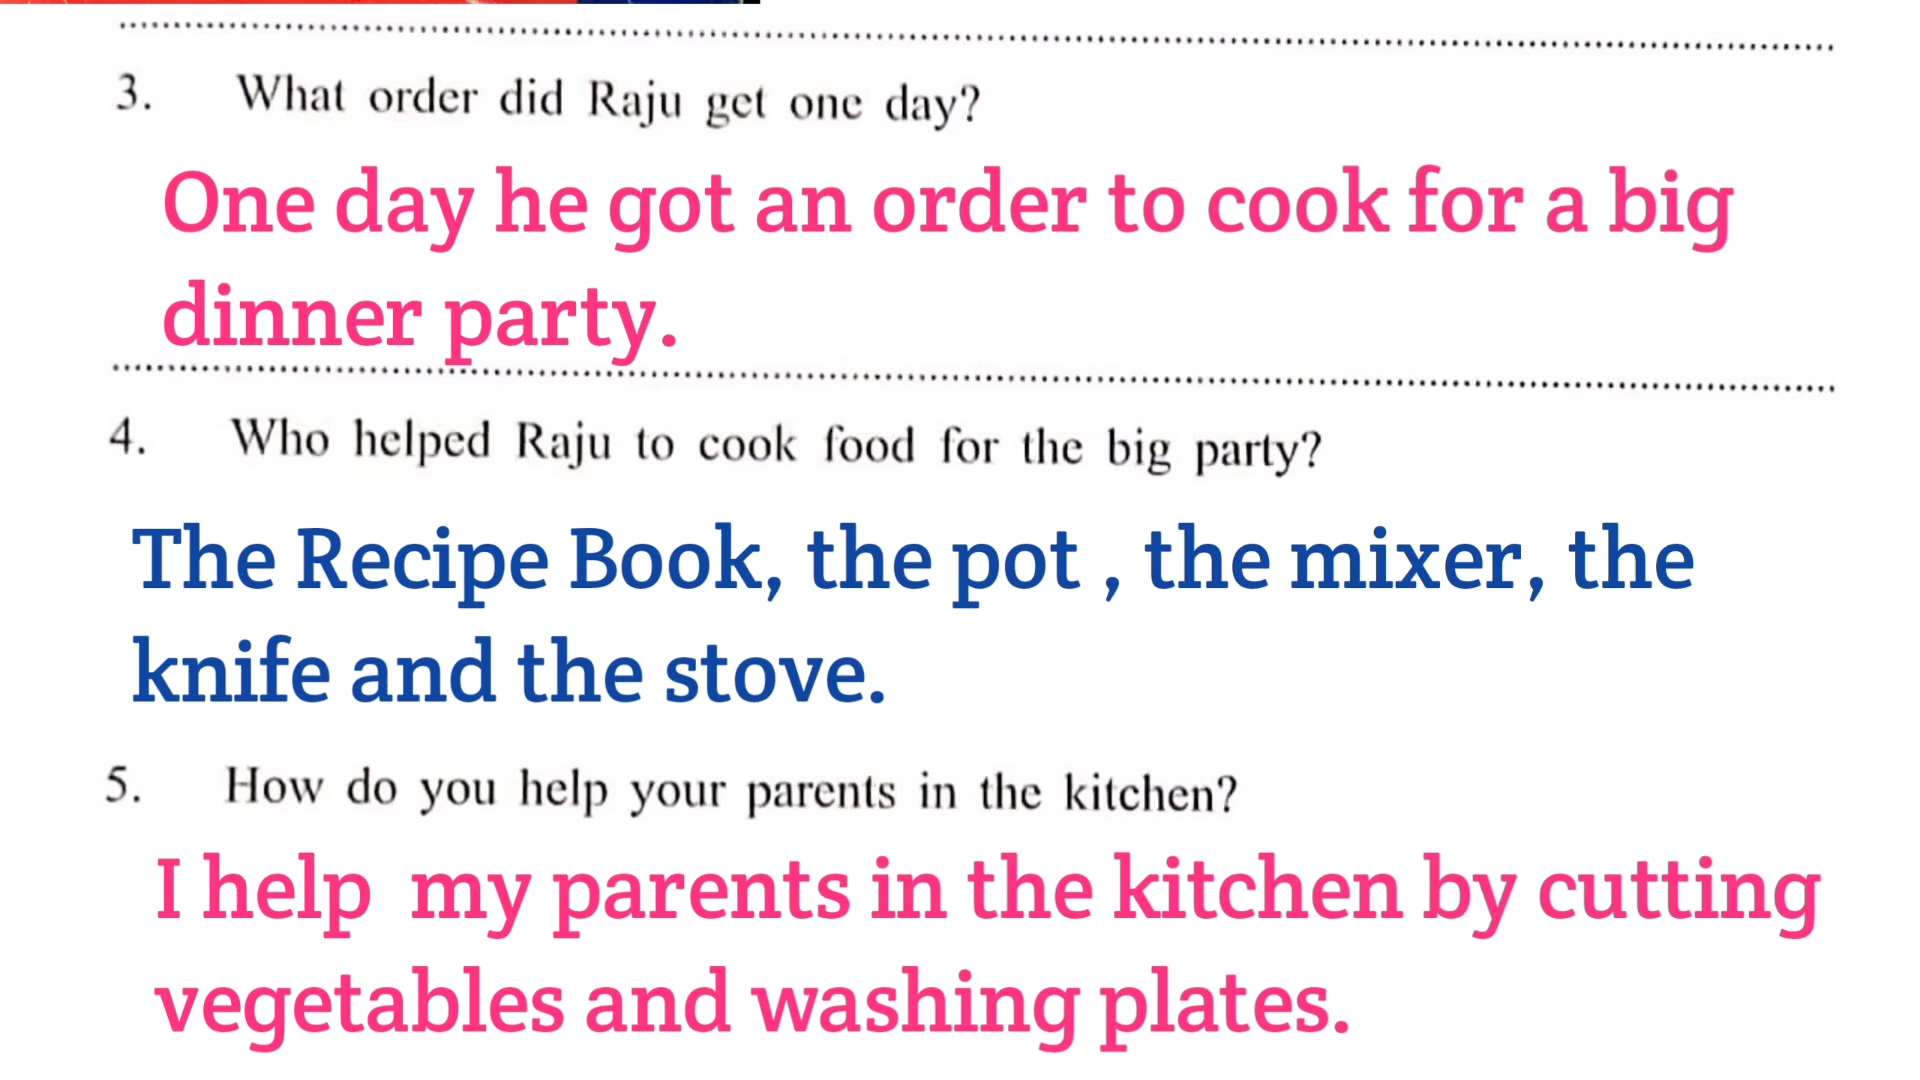 3. What order did Raju get one day?
One day he got an order to cook for a big
dinner party.
4. Who helped Raju to cook food for the big party?
The Recipe Book, the pot , the mixer, the
knife and the stove.
5. How do you help your parents in the kitchen?
I help my parents in the kitchen by cutting
vegetables and washing plates.